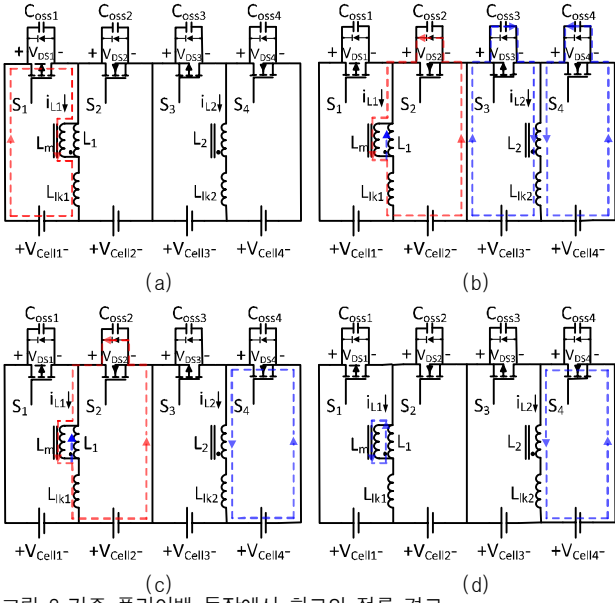 Coss1 Coss2 Coss3 Coss4
+ VDS1 - + VDS2 - + VDS3 - + VDS4 -
S1 iL1 S2 S3 iL2 S4
Lm L1 L2
Llk1 Llk2
+VCell1- +VCell2- +VCell3- +VCell4-
(a)
Coss1 Coss2 Coss3 Coss4
+ VDS1 - + VDS2 - + VDS3 - + VDS4 -
S1 iL1 S2 S3 iL2 S4
Lm L1 L2
Llk1 Llk2
+VCell1- +VCell2- +VCell3- +VCell4-
(b)
Coss1 Coss2 Coss3 Coss4
+ VDS1 - + VDS2 - + VDS3 - + VDS4 -
S1 iL1 S2 S3 iL2 S4
Lm L1 L2
Llk1 Llk2
+VCell1- +VCell2- +VCell3- +VCell4-
(c)
Coss1 Coss2 Coss3 Coss4
+ VDS1 - + VDS2 - + VDS3 - + VDS4 -
S1 iL1 S2 S3 iL2 S4
Lm L1 L2
Llk1 Llk2
+VCell1- +VCell2- +VCell3- +VCell4-
(d)